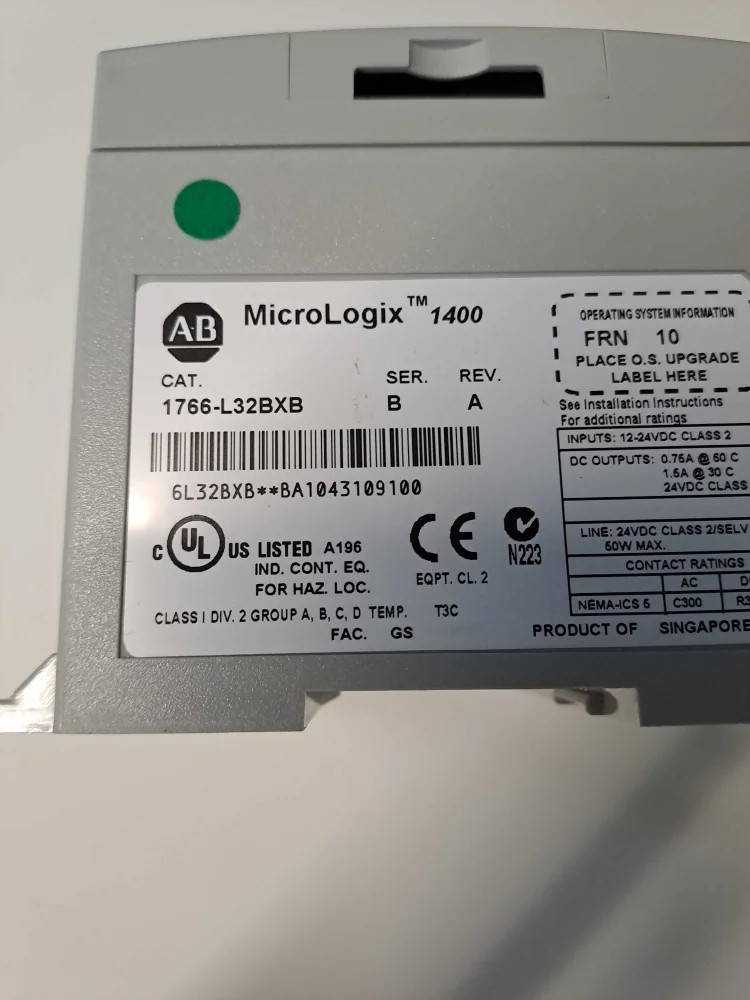 A·B
MicroLogix™ 1400
CAT.
SER.
REV.
1766-L32BXB
B
A
6L32BXB**BA1043109100
C UL US LISTED A196
IND. CONT. EQ.
FOR HAZ. LOC.
CE
EQPT. CL. 2
N223
CLASS I DIV. 2 GROUP A, B, C, D TEMP. T3C
FAC. GS
OPERATING SYSTEM INFORMATION
FRN 10
PLACE O.S. UPGRADE
LABEL HERE
See Installation Instructions
For additional ratings
INPUTS: 12-24VDC CLASS 2
DC OUTPUTS: 0.75A @ 60 C
1.5A @ 30 C
24VDC CLASS
LINE: 24VDC CLASS 2/SELV
50W MAX.
CONTACT RATINGS
AC
NEMA-ICS 5
C300
PRODUCT OF SINGAPORE